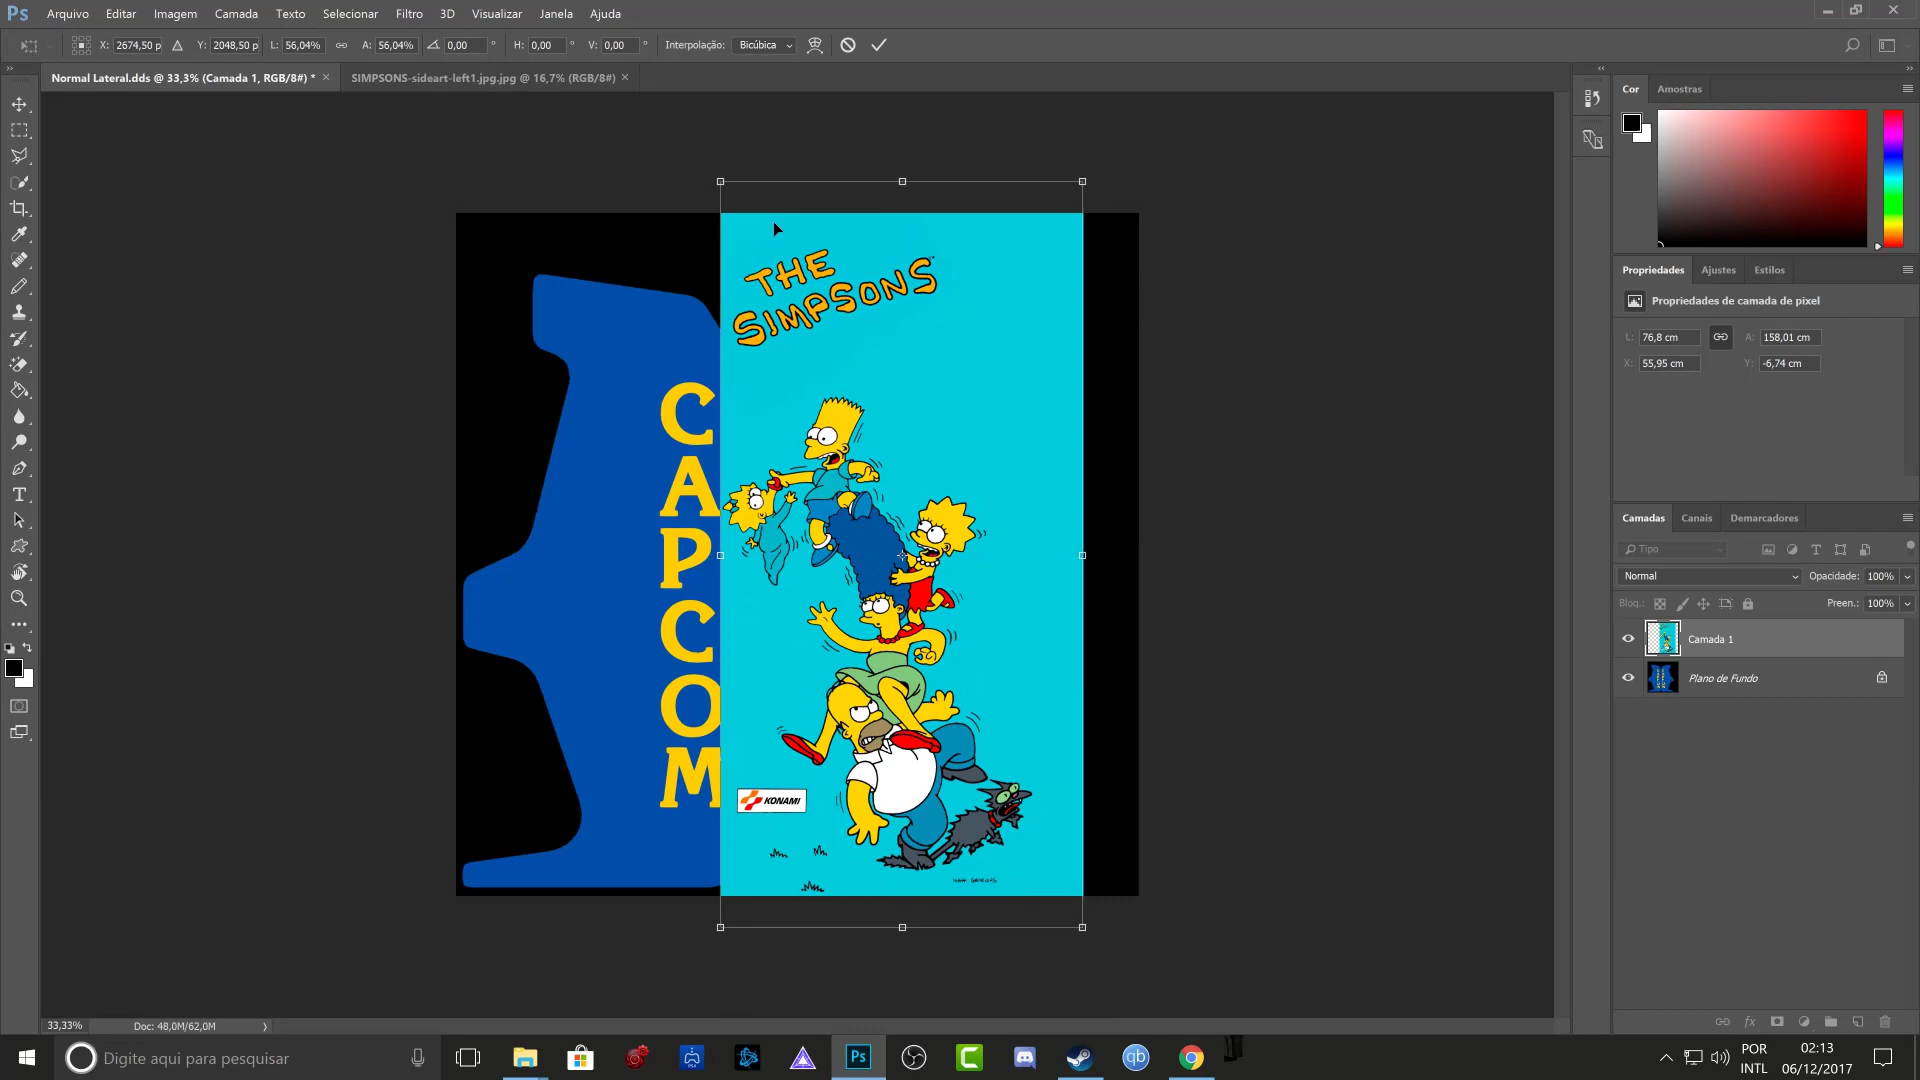 Ps Arquivo Editar Imagem Camada Texto Selecionar Filtro 3D Visualizar Janela Ajuda
X: 2674,50 p Y: 2048,50 p L: 56,04% A: 56,04% 0,00 ° H: 0,00 ° V: 0,00 ° Interpolação: Bicúbica
Normal Lateral.dds @ 33,3% (Camada 1, RGB/8#) * × SIMPSONS-sideart-left1.jpg.jpg @ 16,7% (RGB/8#) ×
Cor Amostras
Propriedades Ajustes Estilos
Propriedades de camada de pixel
L: 76,8 cm A: 158,01 cm
X: 55,95 cm Y: -6,74 cm
THE
SIMPSONS
CAPCOM
KONAMI
Camadas Canais Demarcadores
Tipo
Normal Opacidade: 100%
Bloq.: Preen.: 100%
Camada 1
Plano de Fundo
33,33% Doc: 48,0M/62,0M
Digite aqui para pesquisar
PS4
Ps
qb
POR
INTL
02:13
06/12/2017